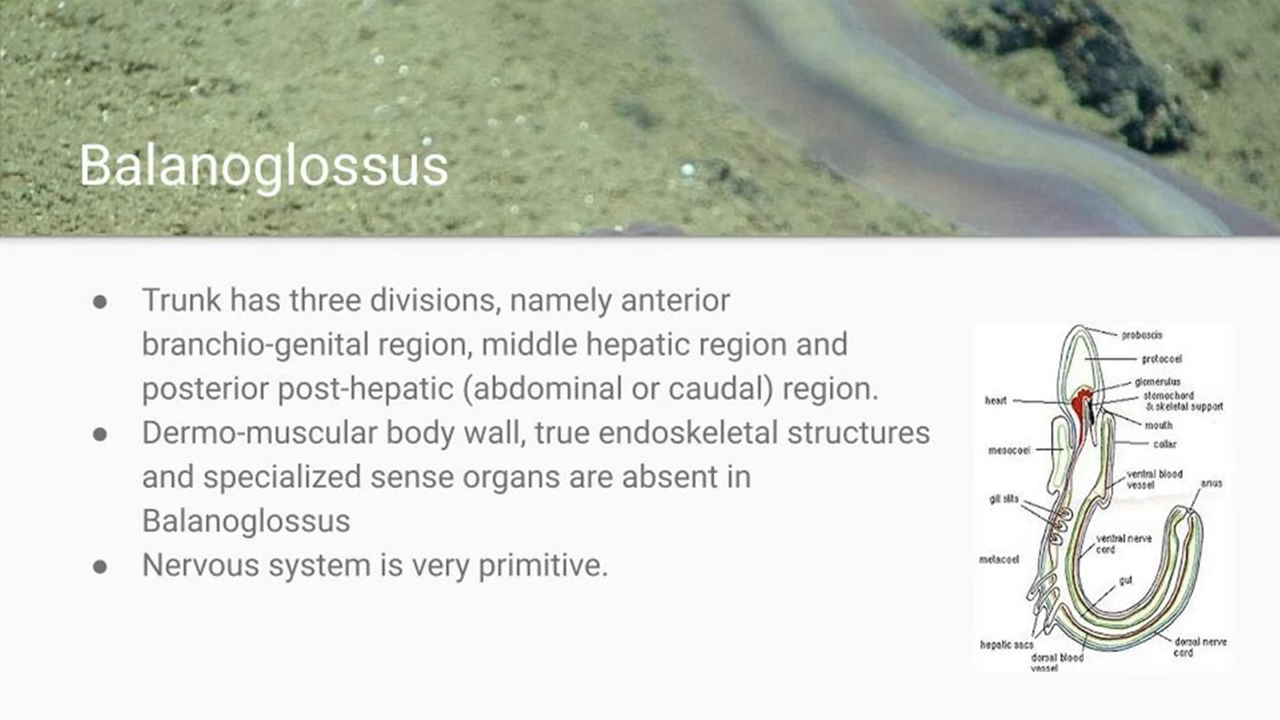 Balanoglossus
● Trunk has three divisions, namely anterior
branchio-genital region, middle hepatic region and
posterior post-hepatic (abdominal or caudal) region.
● Dermo-muscular body wall, true endoskeletal structures
and specialized sense organs are absent in
Balanoglossus
● Nervous system is very primitive.
proboscis
protocoel
glomerulus
heart
stomochord
& skeletal support
mouth
collar
mesocoel
ventral blood
vessel
anus
gill slits
ventral nerve
cord
metacoel
gut
hepatic sacs
dorsal nerve
cord
dorsal blood
vessel